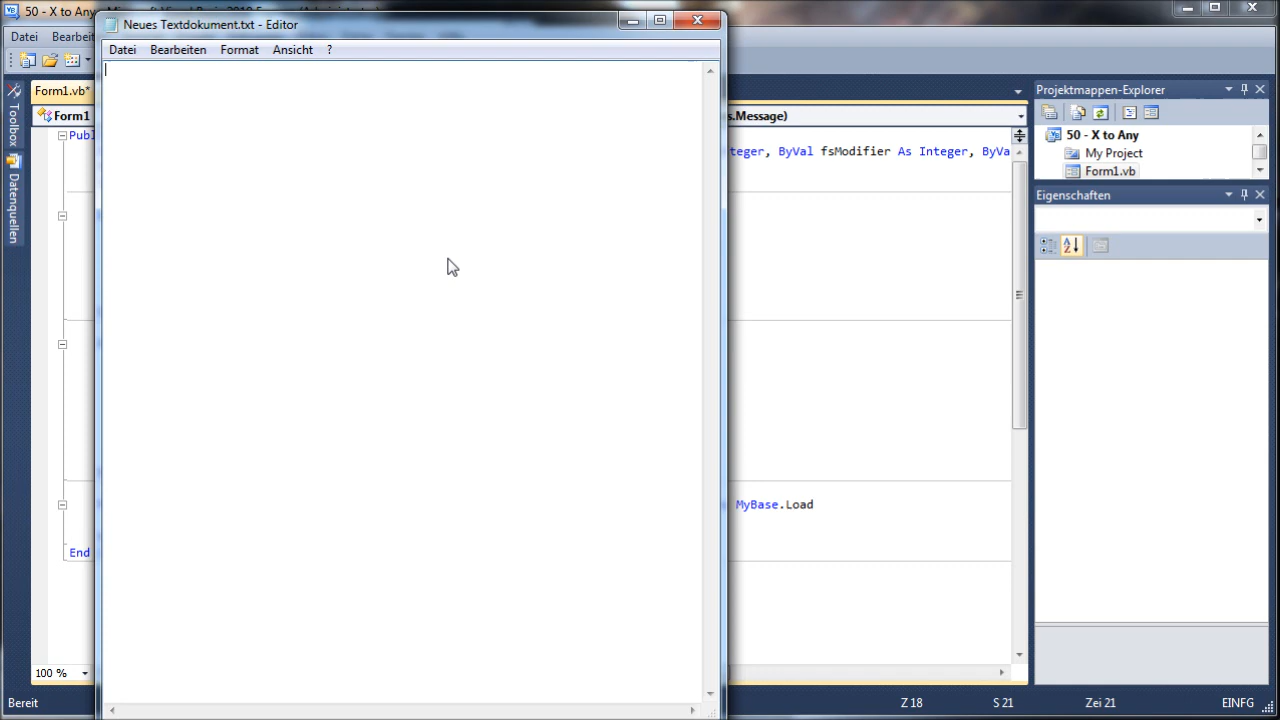 50 - X to Any
Neues Textdokument.txt - Editor
Datei Bearbei
Datei Bearbeiten Format Ansicht ?
Form1.vb*
Form1
s.Message)
Publ
teger, ByVal fsModifier As Integer, ByVa
MyBase.Load
End
100 %
Toolbox
Datenquellen
Projektmappen-Explorer
50 - X to Any
My Project
Form1.vb
Eigenschaften
Bereit
Z 18
S 21
Zei 21
EINFG